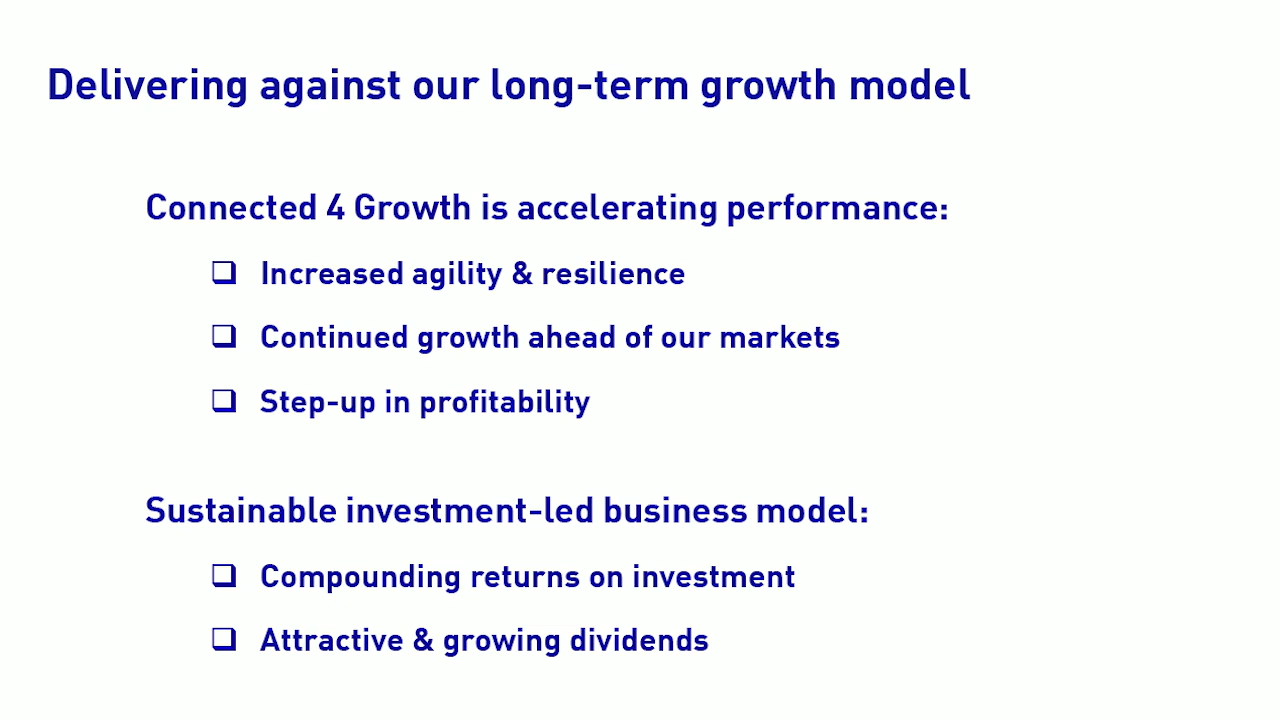 Delivering against our long-term growth model
Connected 4 Growth is accelerating performance:
❑ Increased agility & resilience
❑ Continued growth ahead of our markets
❑ Step-up in profitability
Sustainable investment-led business model:
❑ Compounding returns on investment
❑ Attractive & growing dividends